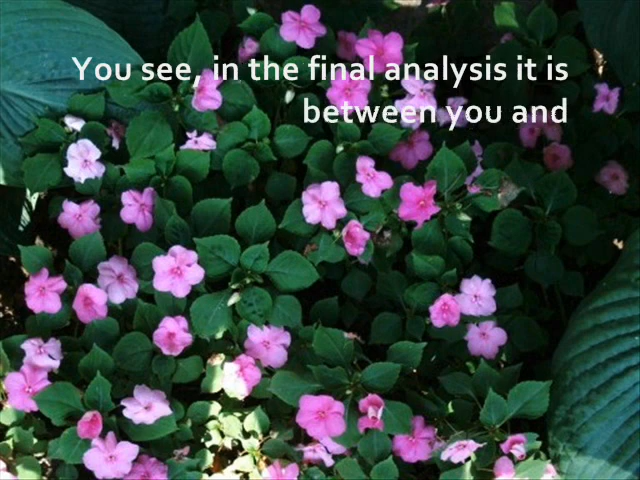 You see, in the final analysis it is
between you and